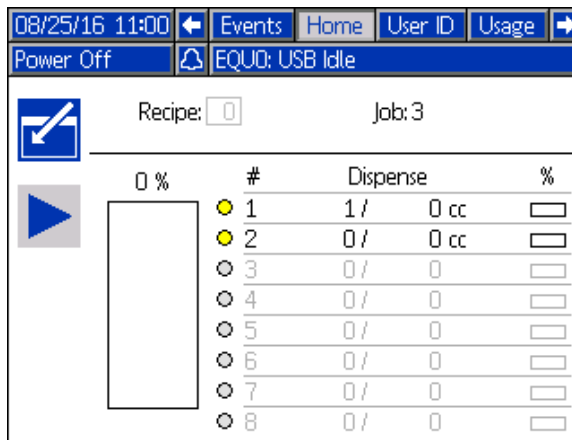 08/25/16 11:00 Events Home User ID Usage
Power Off EQU0: USB Idle
Recipe: 0 Job: 3
0 % # Dispense %
1 1 / 0 cc
2 0 / 0 cc
3 0 / 0
4 0 / 0
5 0 / 0
6 0 / 0
7 0 / 0
8 0 / 0